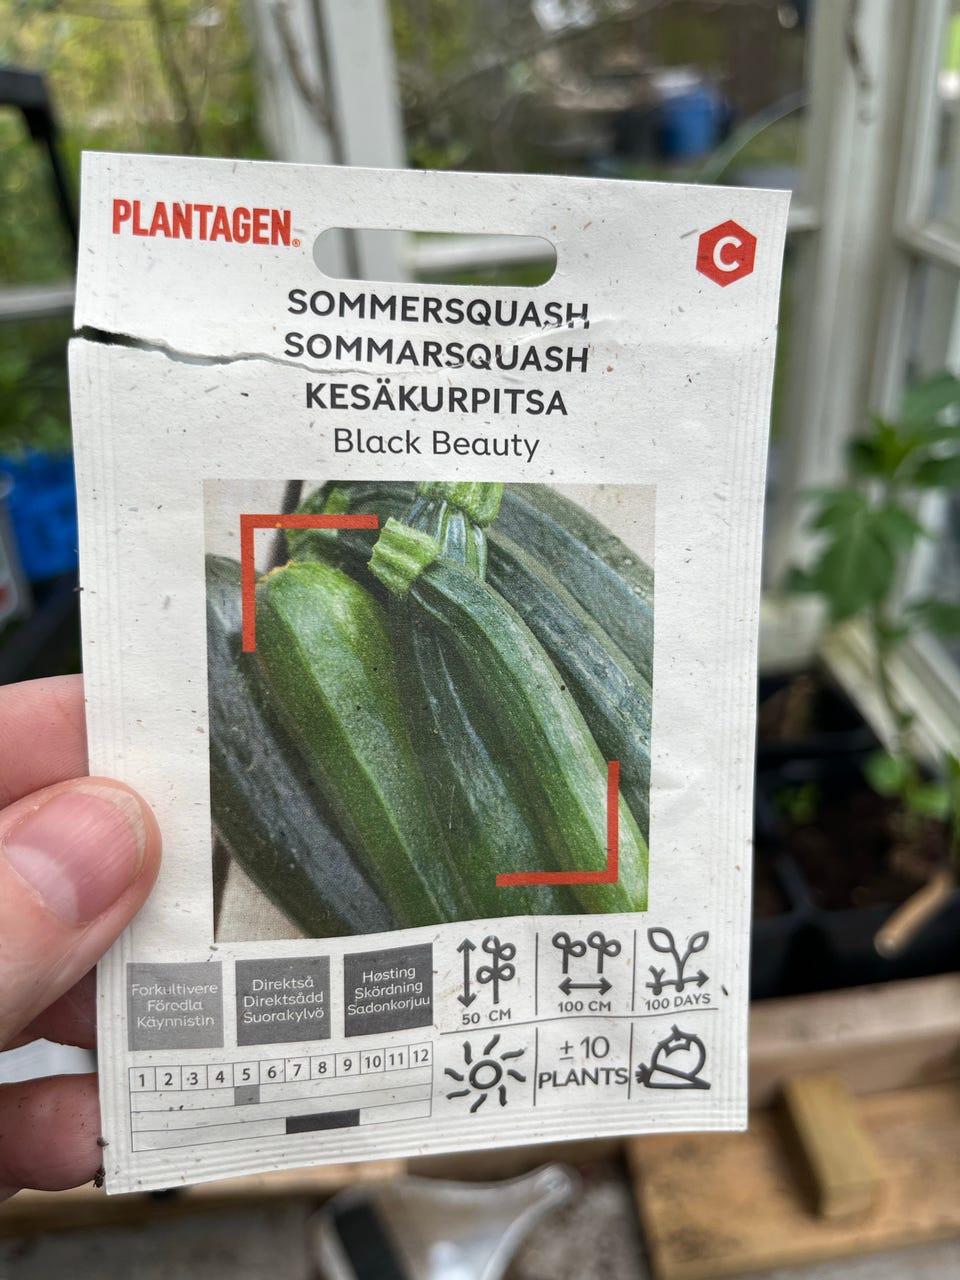 PLANTAGEN®
C
SOMMERSQUASH
SOMMARSQUASH
KESÄKURPITSA
Black Beauty
Forkultivere
Förodla
Käynnistin
Direktså
Direktsådd
Suorakylvö
Høsting
Skördning
Sadonkorjuu
50 CM
100 CM
100 DAYS
1 2 3 4 5 6 7 8 9 10 11 12
± 10
PLANTS